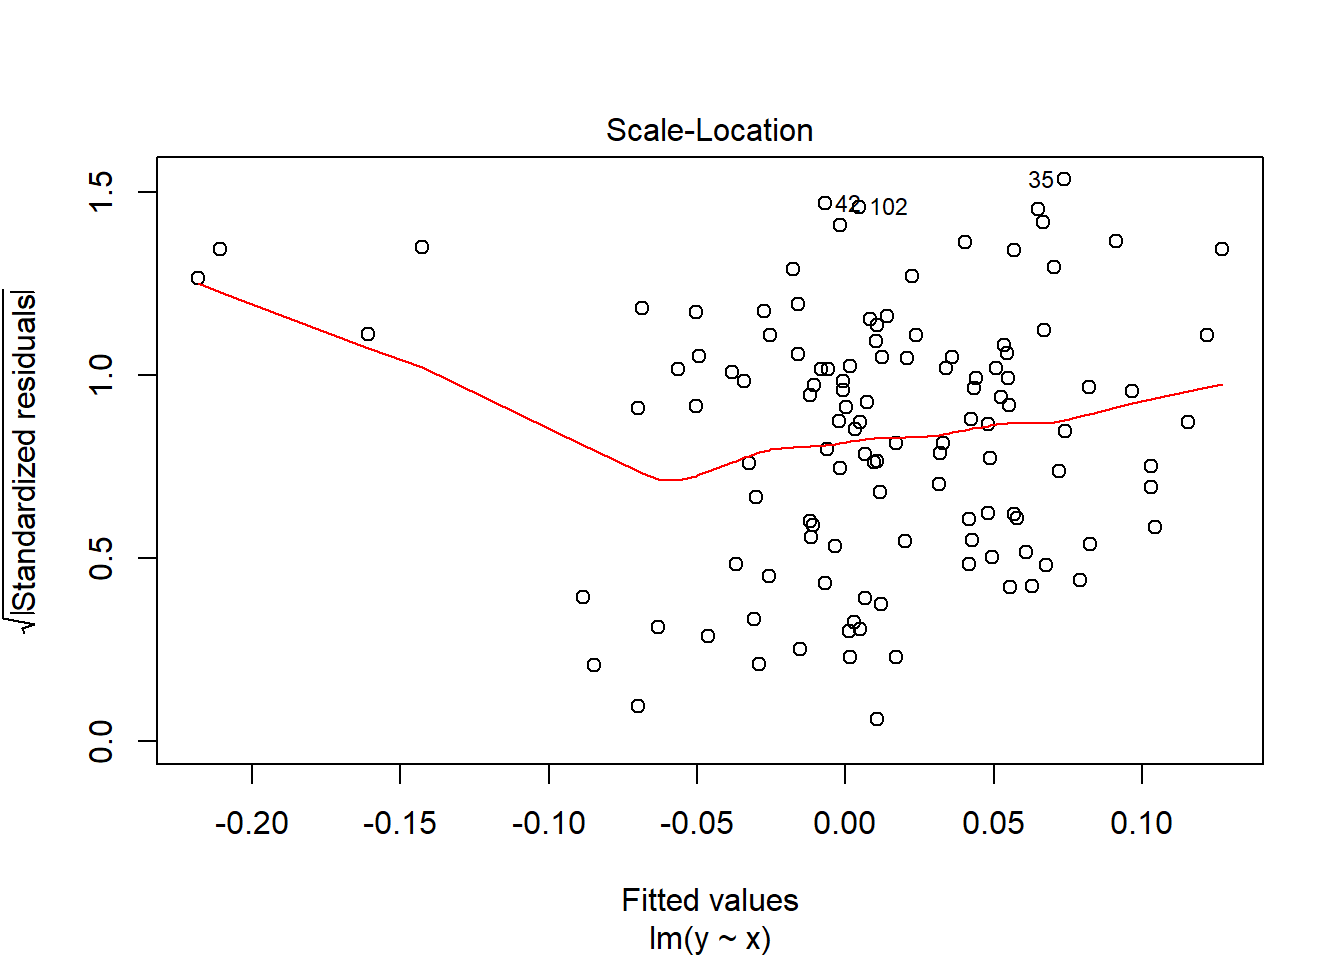 Scale-Location
√|Standardized residuals|
1.5
1.0
0.5
0.0
35
42
102
-0.20 -0.15 -0.10 -0.05 0.00 0.05 0.10
Fitted values
lm(y ~ x)